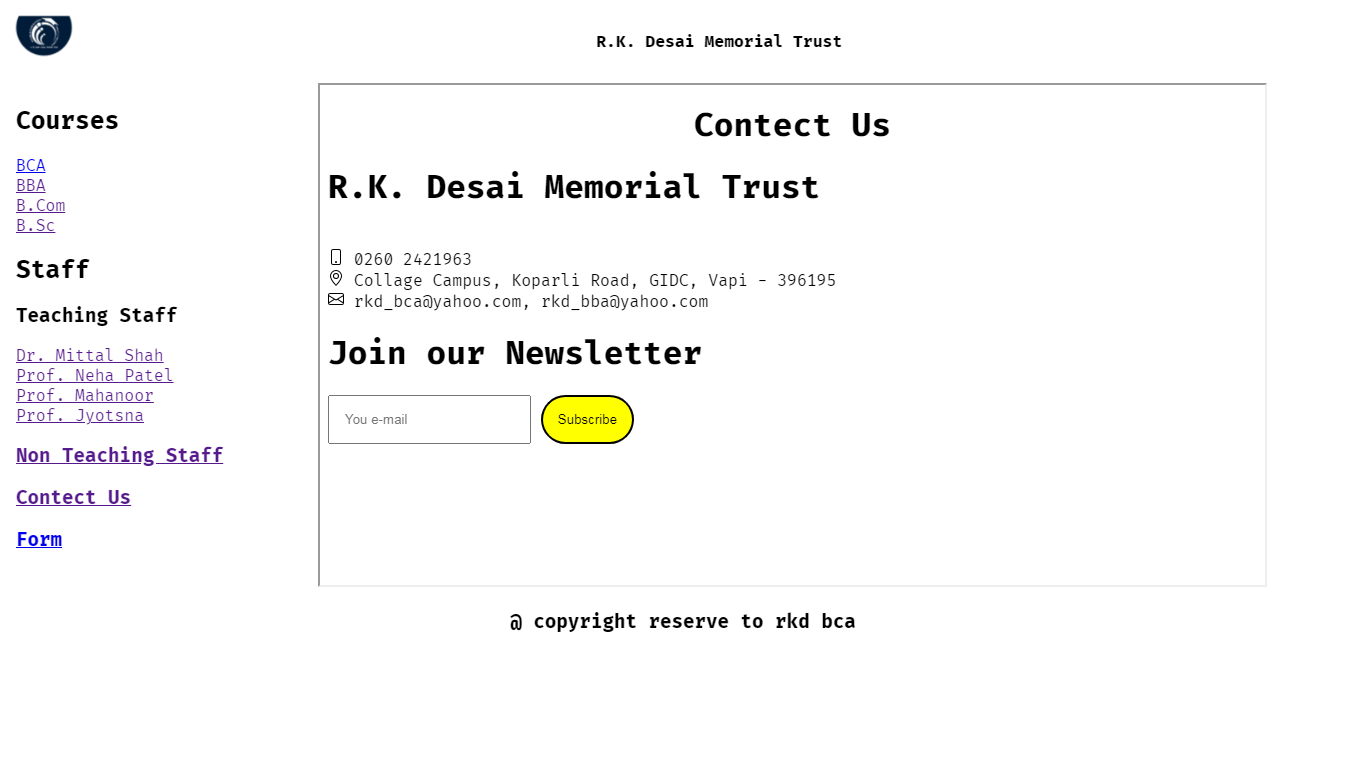 R.K. Desai Memorial Trust
Courses
BCA
BBA
B.Com
B.Sc
Staff
Teaching Staff
Dr. Mittal Shah
Prof. Neha Patel
Prof. Mahanoor
Prof. Jyotsna
Non Teaching Staff
Contect Us
Form
Contect Us
R.K. Desai Memorial Trust
0260 2421963
Collage Campus, Koparli Road, GIDC, Vapi - 396195
rkd_bca@yahoo.com, rkd_bba@yahoo.com
Join our Newsletter
You e-mail
Subscribe
@ copyright reserve to rkd bca